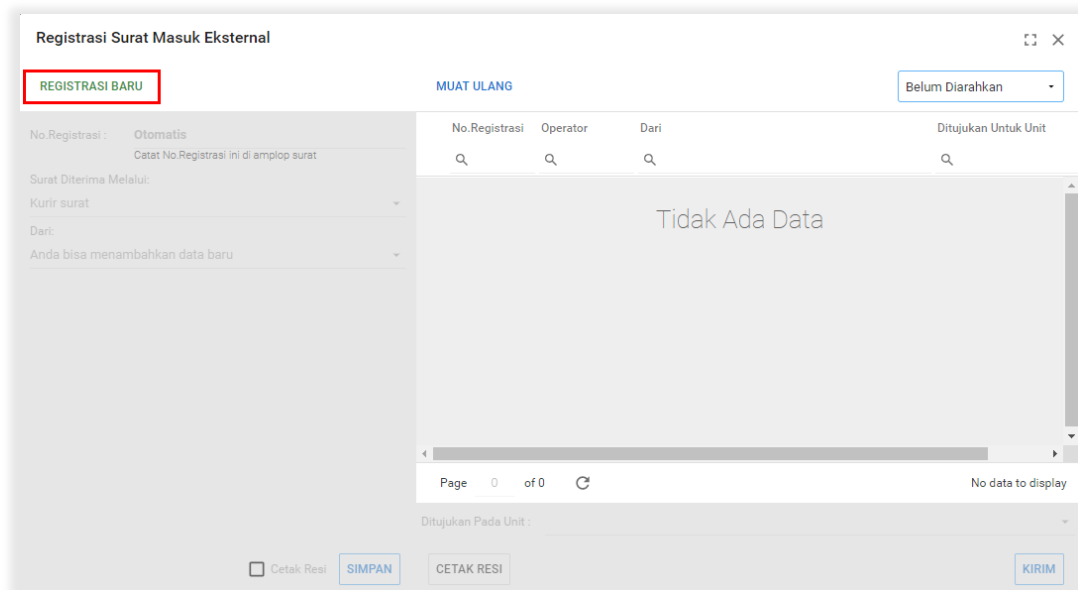 Registrasi Surat Masuk Eksternal
REGISTRASI BARU
MUAT ULANG
Belum Diarahkan
No.Registrasi : Otomatis
Catat No.Registrasi ini di amplop surat
Surat Diterima Melalui:
Kurir surat
Dari:
Anda bisa menambahkan data baru
No.Registrasi Operator Dari Ditujukan Untuk Unit
Tidak Ada Data
Page 0 of 0 No data to display
Ditujukan Pada Unit :
Cetak Resi SIMPAN CETAK RESI KIRIM